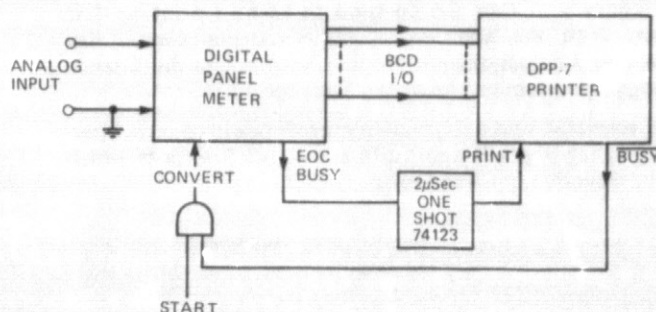 ANALOG
INPUT
DIGITAL
PANEL
METER
BCD
I/O
DPP-7
PRINTER
CONVERT
EOC
BUSY
PRINT
BUSY
2µSec
ONE
SHOT
74123
START